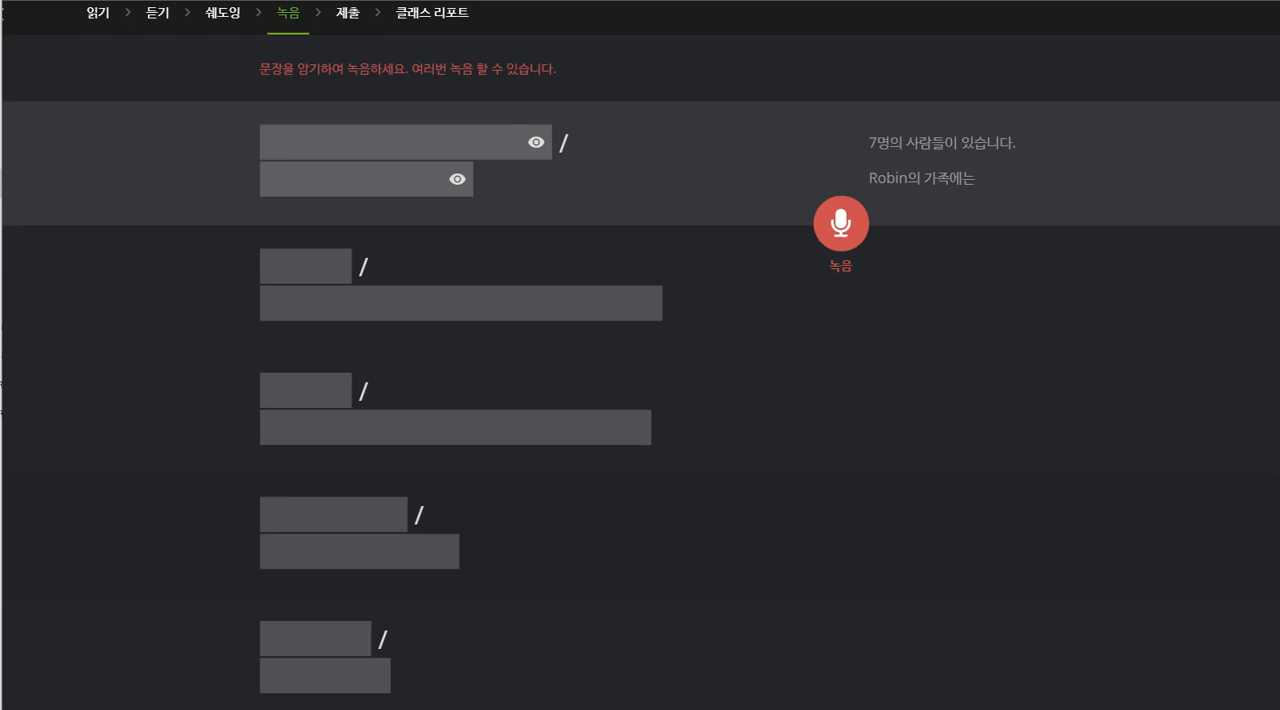 읽기 > 듣기 > 쉐도잉 > 녹음 > 제출 > 클래스 리포트
문장을 암기하여 녹음하세요. 여러번 녹음 할 수 있습니다.
/
7명의 사람들이 있습니다.
Robin의 가족에는
녹음
/
/
/
/